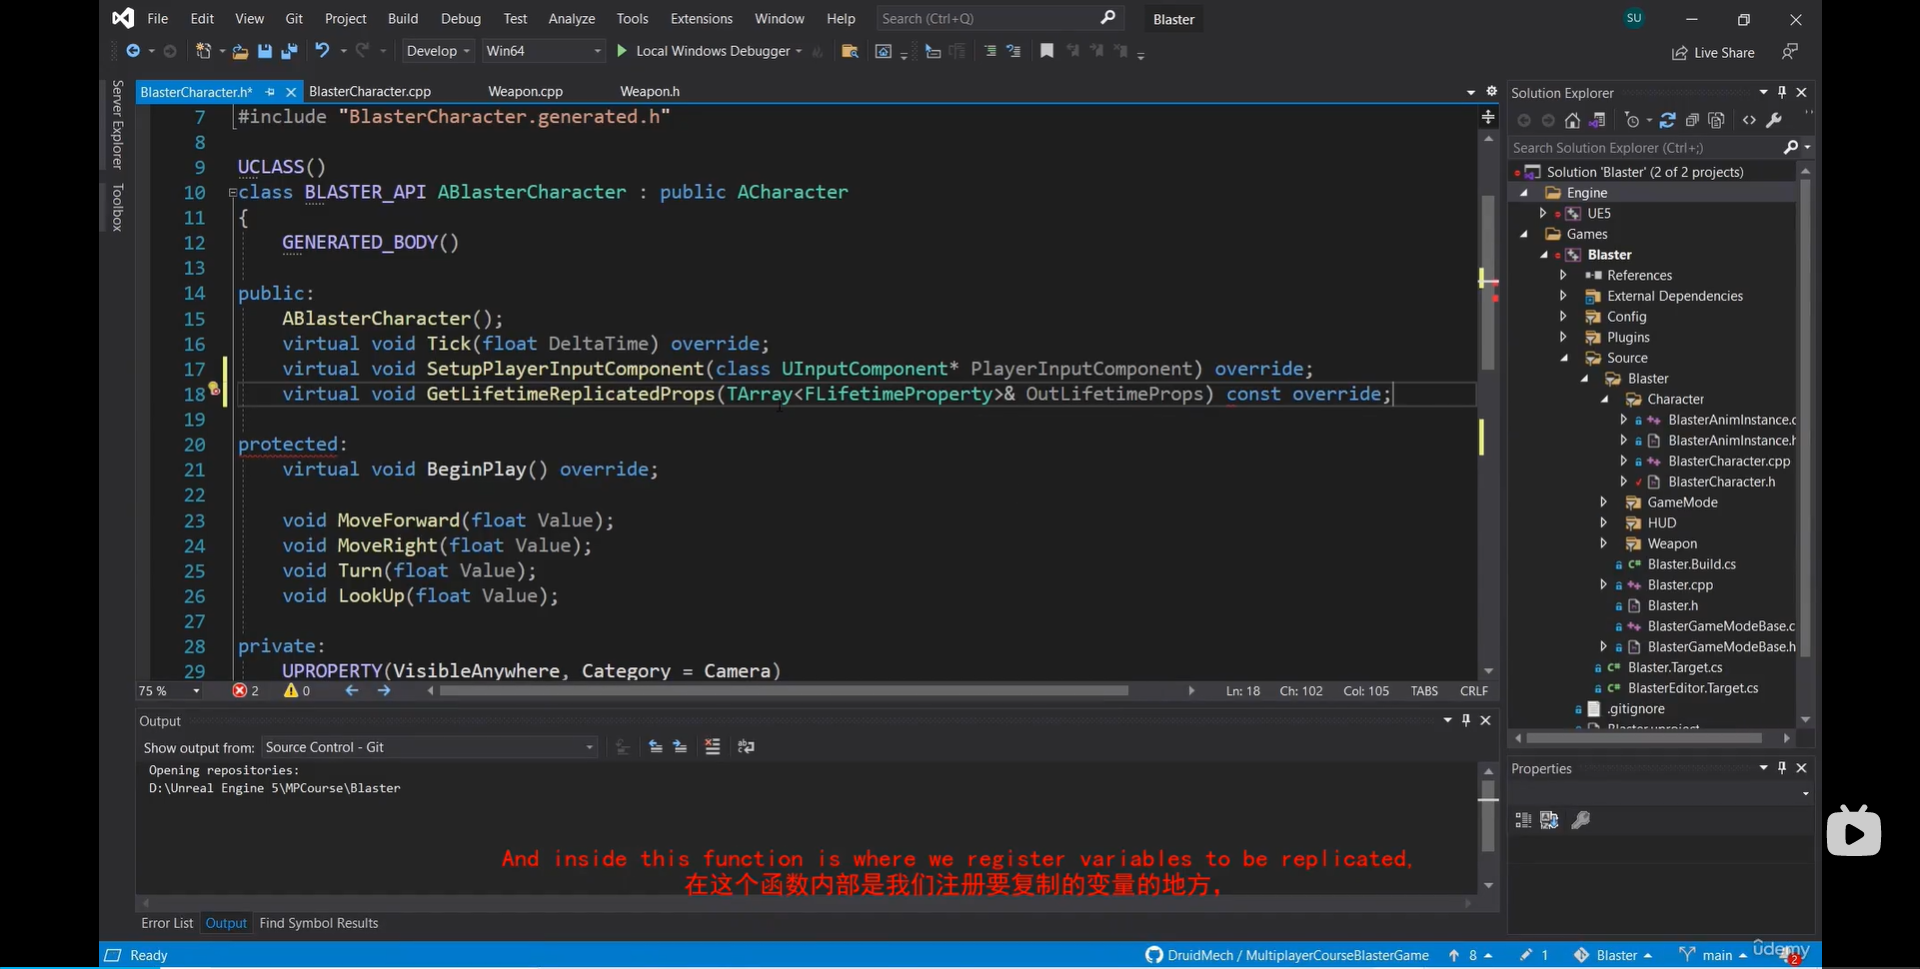 File Edit View Git Project Build Debug Test Analyze Tools Extensions Window Help Search (Ctrl+Q) Blaster SU
Develop Win64 Local Windows Debugger Live Share
Server Explorer
Toolbox
BlasterCharacter.h* BlasterCharacter.cpp Weapon.cpp Weapon.h
7 #include "BlasterCharacter.generated.h"
8
9 UCLASS()
10 class BLASTER_API ABlasterCharacter : public ACharacter
11 {
12 GENERATED_BODY()
13
14 public:
15 ABlasterCharacter();
16 virtual void Tick(float DeltaTime) override;
17 virtual void SetupPlayerInputComponent(class UInputComponent* PlayerInputComponent) override;
18 virtual void GetLifetimeReplicatedProps(TArray<FLifetimeProperty>& OutLifetimeProps) const override;
19
20 protected:
21 virtual void BeginPlay() override;
22
23 void MoveForward(float Value);
24 void MoveRight(float Value);
25 void Turn(float Value);
26 void LookUp(float Value);
27
28 private:
29 UPROPERTY(VisibleAnywhere, Category = Camera)
75 % 2 0 Ln: 18 Ch: 102 Col: 105 TABS CRLF
Output
Show output from: Source Control - Git
Opening repositories:
D:\Unreal Engine 5\MPCourse\Blaster
And inside this function is where we register variables to be replicated,
在这个函数内部是我们注册要复制的变量的地方，
Error List Output Find Symbol Results
Solution Explorer
Search Solution Explorer (Ctrl+;)
Solution 'Blaster' (2 of 2 projects)
Engine
UE5
Games
Blaster
References
External Dependencies
Config
Plugins
Source
Blaster
Character
BlasterAnimInstance.c
BlasterAnimInstance.h
BlasterCharacter.cpp
BlasterCharacter.h
GameMode
HUD
Weapon
Blaster.Build.cs
Blaster.cpp
Blaster.h
BlasterGameModeBase.c
BlasterGameModeBase.h
Blaster.Target.cs
BlasterEditor.Target.cs
.gitignore
Blaster.uproject
Properties
Ready DruidMech / MultiplayerCourseBlasterGame 8 1 Blaster main 2
udemy